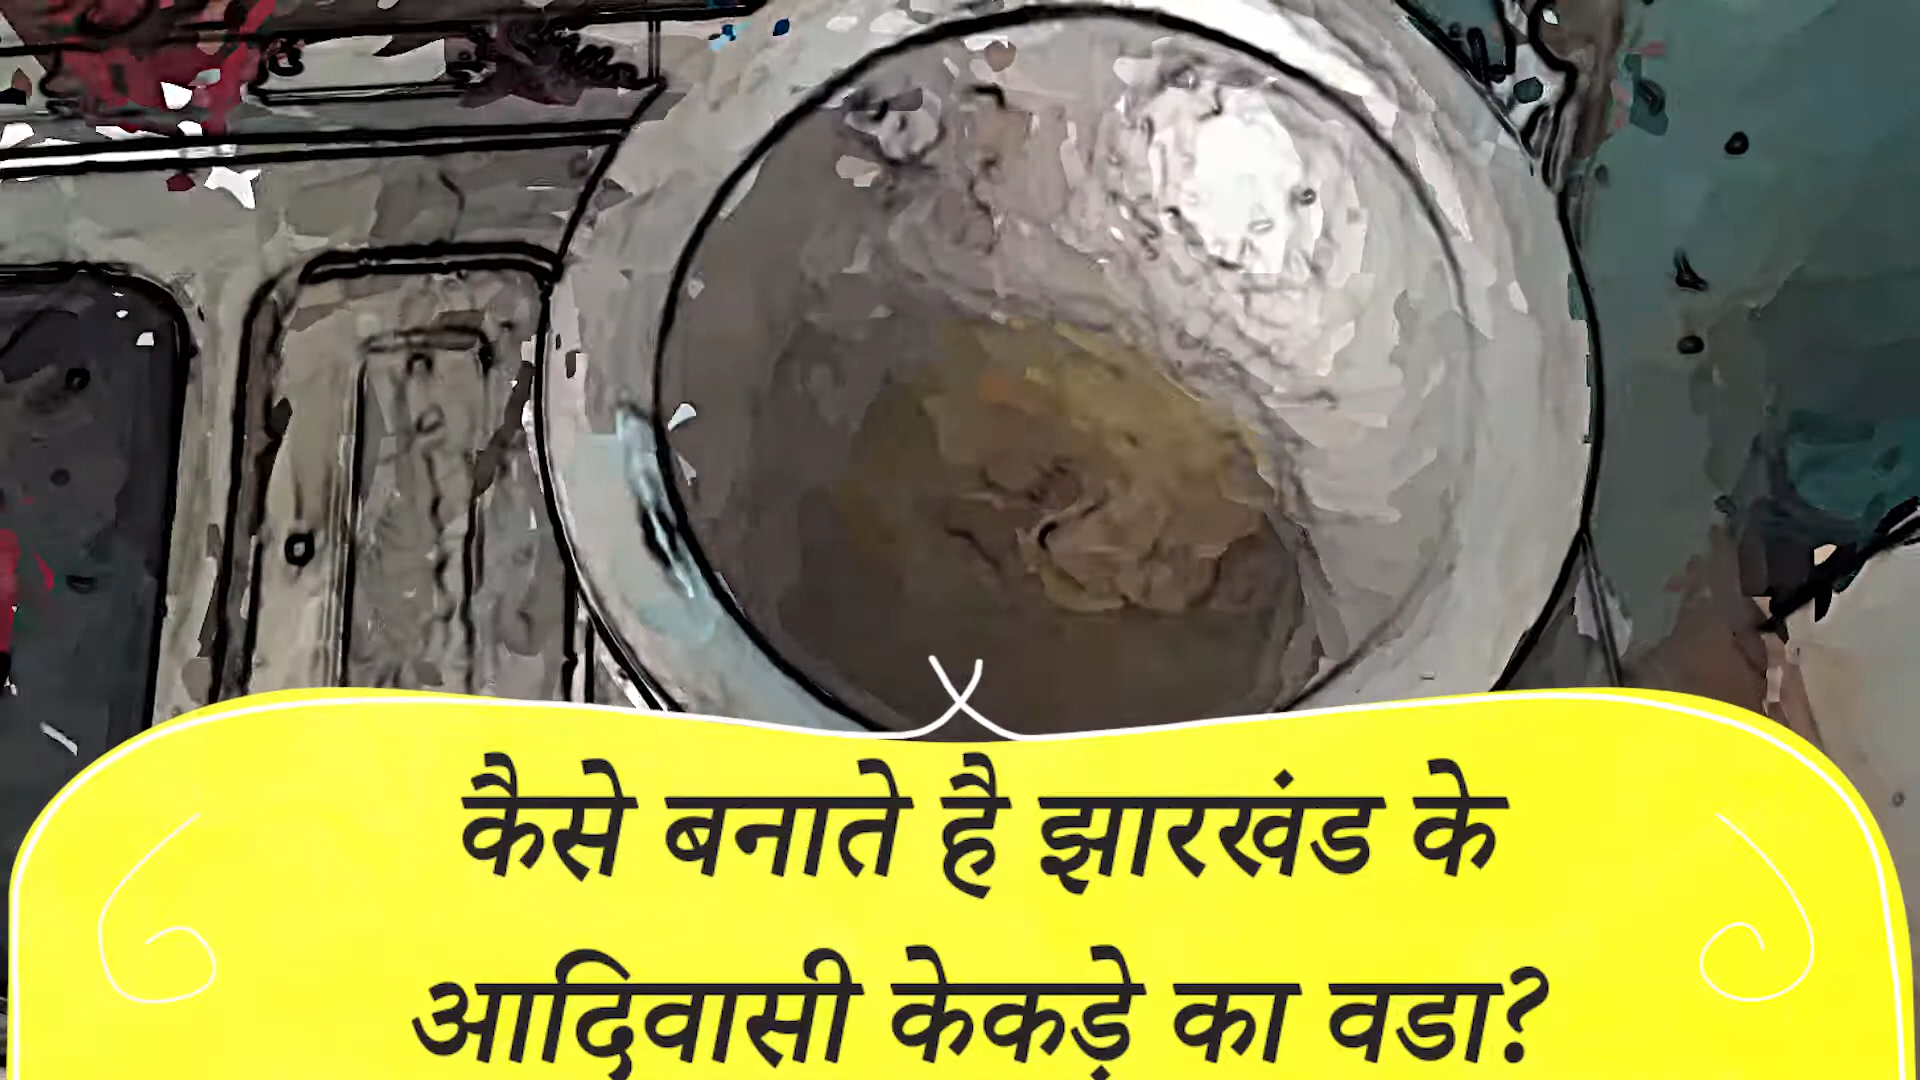 कैसे बनाते है झारखंड के
आदिवासी केकड़े का वडा?